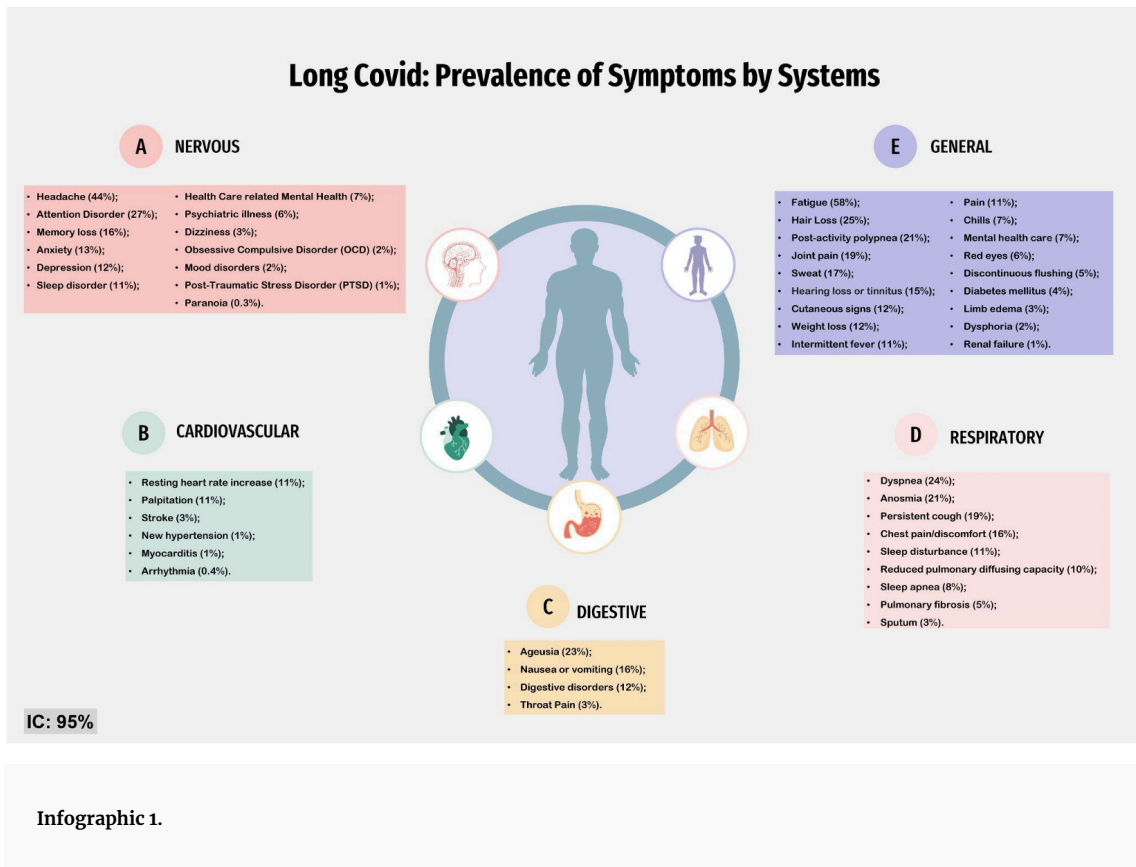 Long Covid: Prevalence of Symptoms by Systems
A
NERVOUS
• Headache (44%);
• Attention Disorder (27%);
• Memory loss (16%);
• Anxiety (13%);
• Depression (12%);
• Sleep disorder (11%);
• Health Care related Mental Health (7%);
• Psychiatric illness (6%);
• Dizziness (3%);
• Obsessive Compulsive Disorder (OCD) (2%);
• Mood disorders (2%);
• Post-Traumatic Stress Disorder (PTSD) (1%);
• Paranoia (0.3%).
B
CARDIOVASCULAR
• Resting heart rate increase (11%);
• Palpitation (11%);
• Stroke (3%);
• New hypertension (1%);
• Myocarditis (1%);
• Arrhythmia (0.4%).
C
DIGESTIVE
• Ageusia (23%);
• Nausea or vomiting (16%);
• Digestive disorders (12%);
• Throat Pain (3%).
D
RESPIRATORY
• Dyspnea (24%);
• Anosmia (21%);
• Persistent cough (19%);
• Chest pain/discomfort (16%);
• Sleep disturbance (11%);
• Reduced pulmonary diffusing capacity (10%);
• Sleep apnea (8%);
• Pulmonary fibrosis (5%);
• Sputum (3%).
E
GENERAL
• Fatigue (58%);
• Hair Loss (25%);
• Post-activity polypnea (21%);
• Joint pain (19%);
• Sweat (17%);
• Hearing loss or tinnitus (15%);
• Cutaneous signs (12%);
• Weight loss (12%);
• Intermittent fever (11%);
• Pain (11%);
• Chills (7%);
• Mental health care (7%);
• Red eyes (6%);
• Discontinuous flushing (5%);
• Diabetes mellitus (4%);
• Limb edema (3%);
• Dysphoria (2%);
• Renal failure (1%).
IC: 95%
Infographic 1.